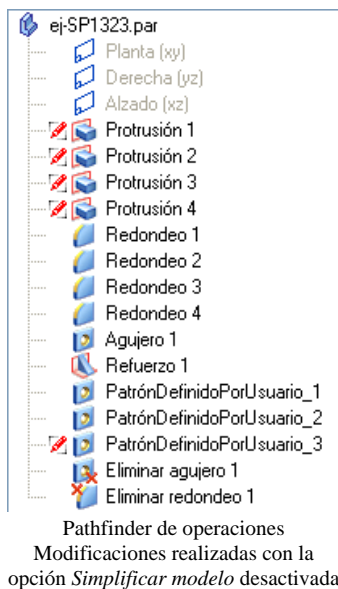 ej-SP1323.par
Planta (xy)
Derecha (yz)
Alzado (xz)
Protrusión 1
Protrusión 2
Protrusión 3
Protrusión 4
Redondeo 1
Redondeo 2
Redondeo 3
Redondeo 4
Agujero 1
Refuerzo 1
PatrónDefinidoPorUsuario_1
PatrónDefinidoPorUsuario_2
PatrónDefinidoPorUsuario_3
Eliminar agujero 1
Eliminar redondeo 1
Pathfinder de operaciones
Modificaciones realizadas con la
opción Simplificar modelo desactivada